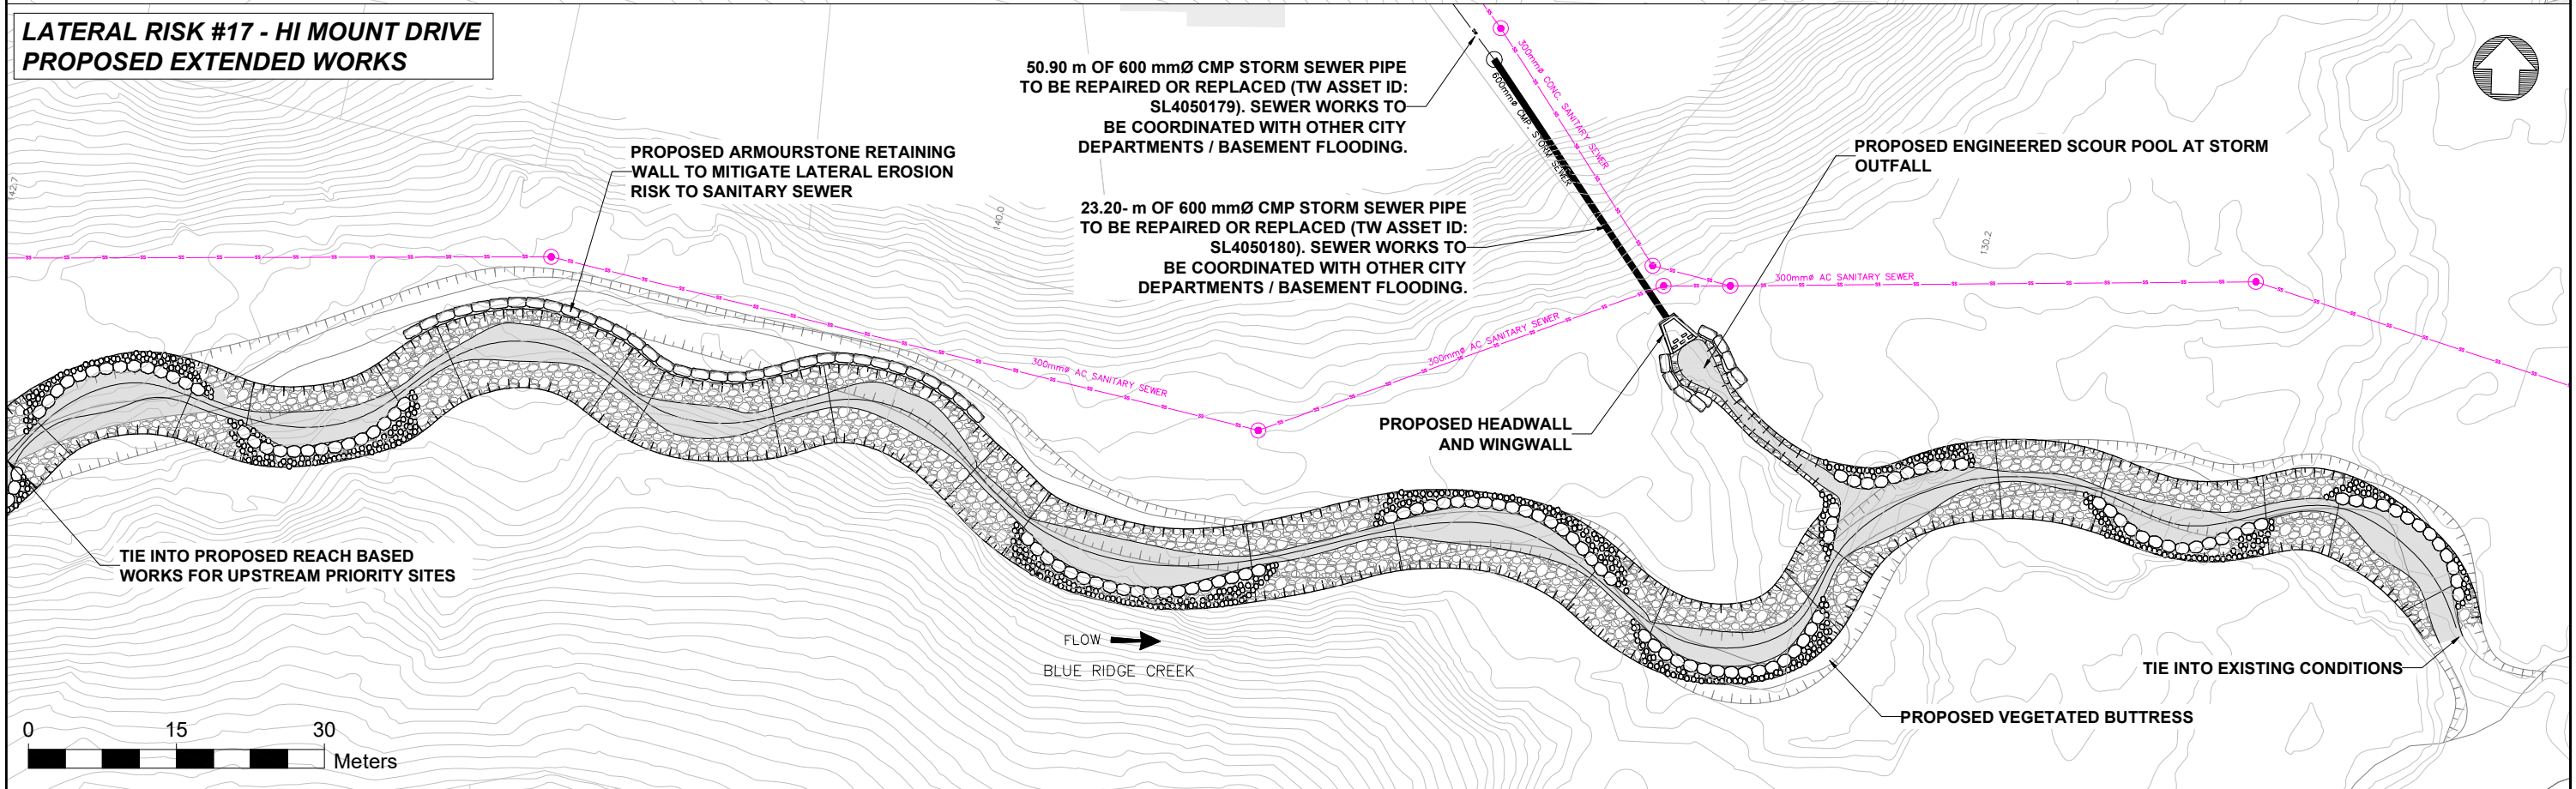 LATERAL RISK #17 - HI MOUNT DRIVE
PROPOSED EXTENDED WORKS
50.90 m OF 600 mmØ CMP STORM SEWER PIPE
TO BE REPAIRED OR REPLACED (TW ASSET ID:
SL4050179). SEWER WORKS TO
BE COORDINATED WITH OTHER CITY
DEPARTMENTS / BASEMENT FLOODING.
300mmø CONC. SANITARY SEWER
600mmø CMP. STORM SEWER
PROPOSED ARMOURSTONE RETAINING
WALL TO MITIGATE LATERAL EROSION
RISK TO SANITARY SEWER
PROPOSED ENGINEERED SCOUR POOL AT STORM
OUTFALL
142.7
140.0
23.20- m OF 600 mmØ CMP STORM SEWER PIPE
TO BE REPAIRED OR REPLACED (TW ASSET ID:
SL4050180). SEWER WORKS TO
BE COORDINATED WITH OTHER CITY
DEPARTMENTS / BASEMENT FLOODING.
130.2
300mmø AC SANITARY SEWER
300mmø AC SANITARY SEWER
300mmø AC SANITARY SEWER
PROPOSED HEADWALL
AND WINGWALL
TIE INTO PROPOSED REACH BASED
WORKS FOR UPSTREAM PRIORITY SITES
FLOW
BLUE RIDGE CREEK
TIE INTO EXISTING CONDITIONS
PROPOSED VEGETATED BUTTRESS
0 15 30
Meters